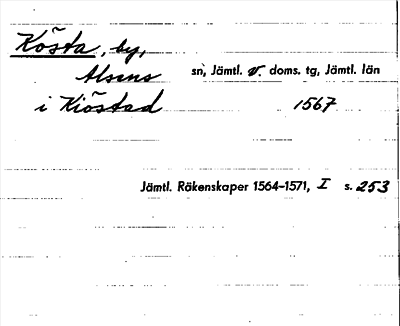 Kösta, by,
Alsens sn, Jämtl. v. doms. tg, Jämtl. län
i Kiöstad 1567
Jämtl. Räkenskaper 1564-1571, I s. 253